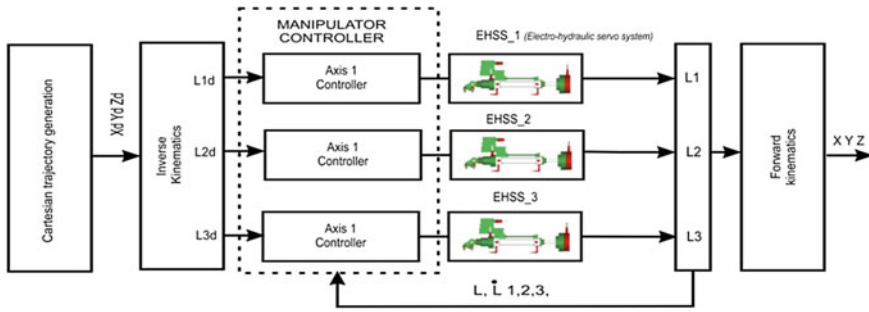 MANIPULATOR
CONTROLLER
EHSS_1 (Electro-hydraulic servo system)
Cartesian trajectory generation
Xd Yd Zd
Inverse
Kinematics
L1d
Axis 1
Controller
L1
L2d
Axis 1
Controller
EHSS_2
L2
L3d
Axis 1
Controller
EHSS_3
L3
Forward
kinematics
X Y Z
L, L̇ 1,2,3,